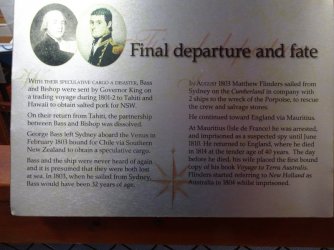 Final departure and fate
WITH THEIR SPECULATIVE CARGO A DISASTER, Bass
and Bishop were sent by Governor King on
a trading voyage during 1801-2 to Tahiti and
Hawaii to obtain salted pork for NSW.
On their return from Tahiti, the partnership
between Bass and Bishop was dissolved.
George Bass left Sydney aboard the Venus in
February 1803 bound for Chile via Southern
New Zealand to obtain a speculative cargo.
Bass and the ship were never heard of again
and it is presumed that they were both lost
at sea. In 1803, when he sailed from Sydney,
Bass would have been 32 years of age.
IN AUGUST 1803 Matthew Flinders sailed from
Sydney on the Cumberland in company with
2 ships to the wreck of the Porpoise, to rescue
the crew and salvage stores.
He continued toward England via Mauritius.
At Mauritius (Isle de France) he was arrested
and imprisoned as a suspected spy until June
1810. He returned to England, where he died
in 1814 at the tender age of 40 years. The day
before he died, his wife placed the first bound
copy of his book Voyage to Terra Australis.
Flinders started referring to New Holland as
Australia in 1804 whilst imprisoned.